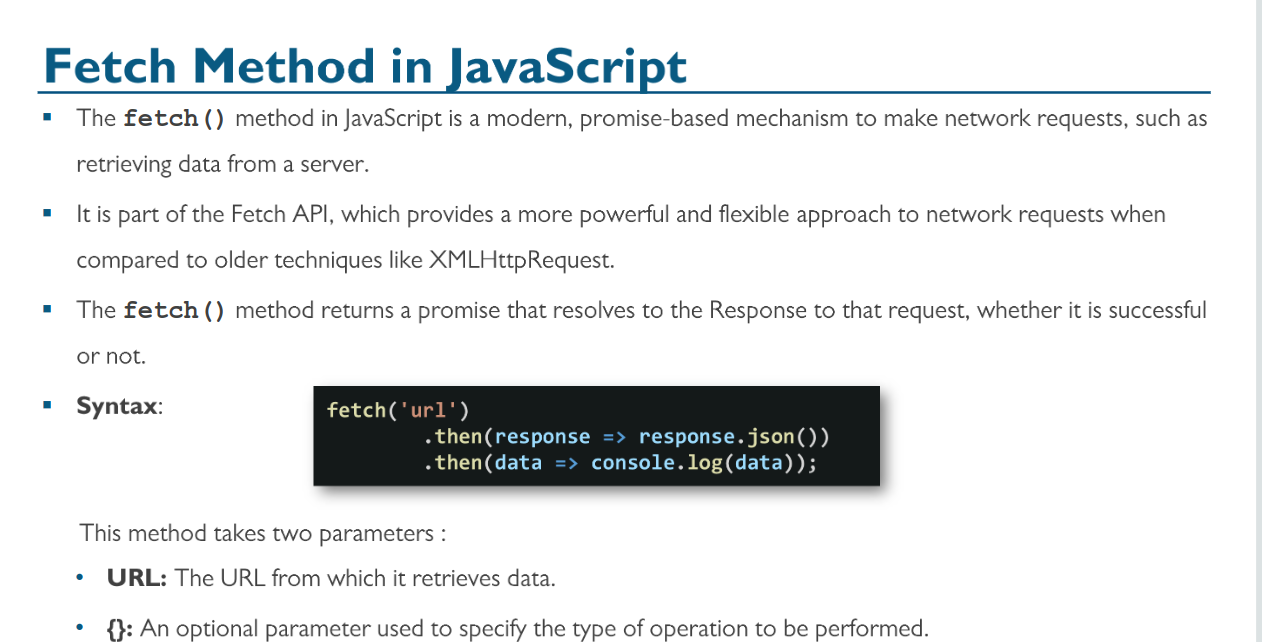 Fetch Method in JavaScript
▪ The fetch() method in JavaScript is a modern, promise-based mechanism to make network requests, such as
retrieving data from a server.
▪ It is part of the Fetch API, which provides a more powerful and flexible approach to network requests when
compared to older techniques like XMLHttpRequest.
▪ The fetch() method returns a promise that resolves to the Response to that request, whether it is successful
or not.
▪ Syntax:
fetch('url')
.then(response => response.json())
.then(data => console.log(data));
This method takes two parameters :
• URL: The URL from which it retrieves data.
• {}: An optional parameter used to specify the type of operation to be performed.